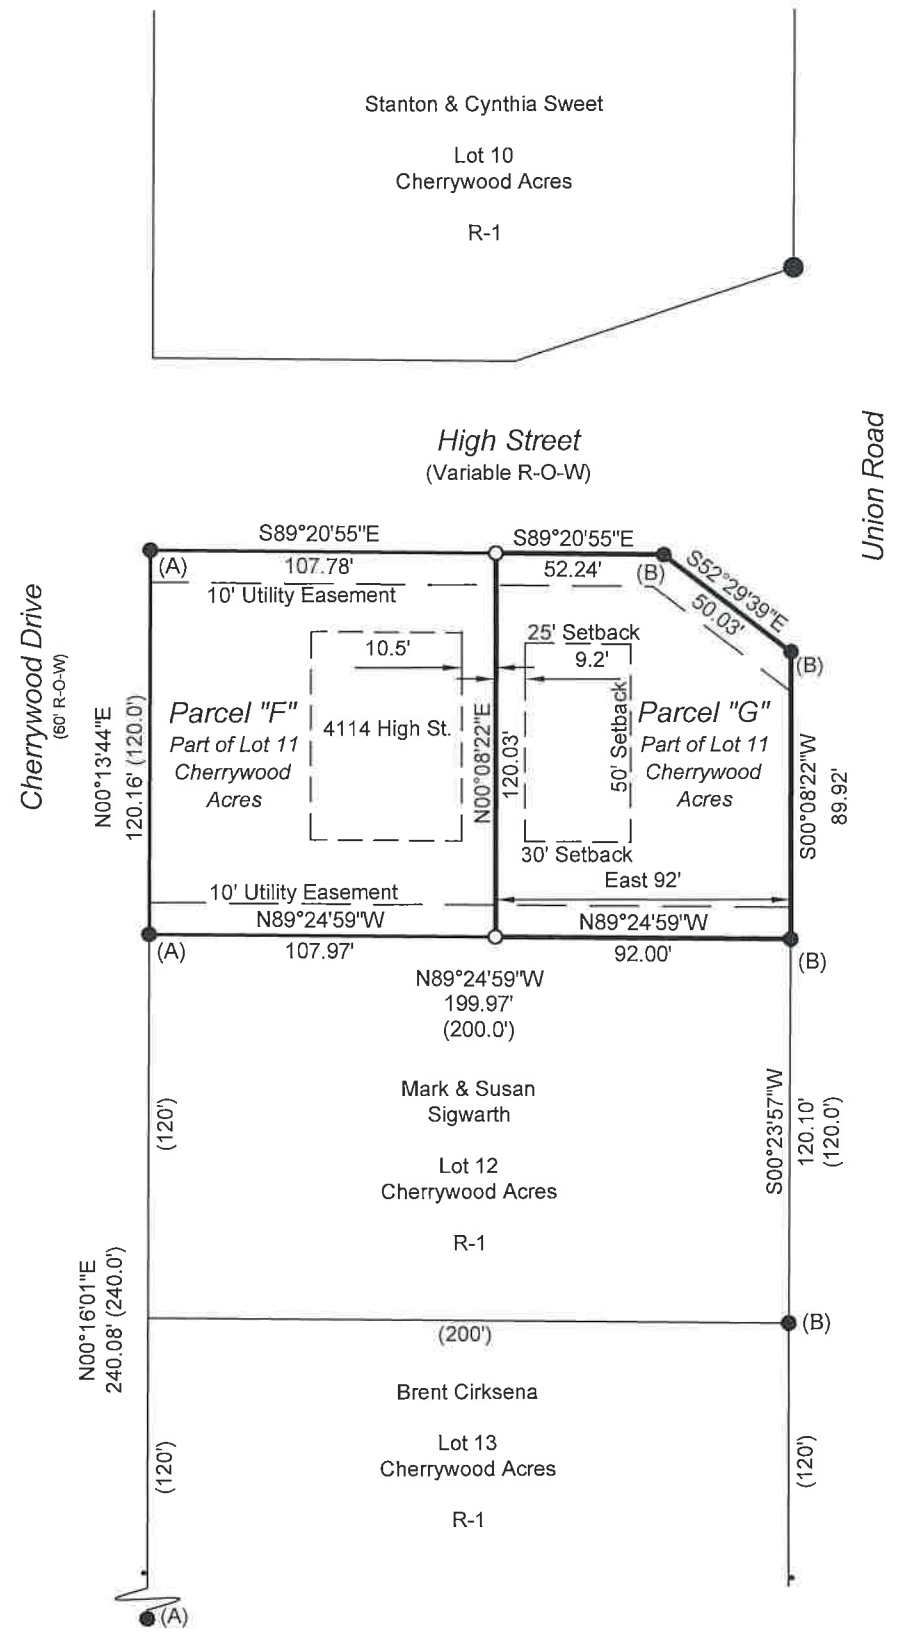 Stanton & Cynthia Sweet
Lot 10
Cherrywood Acres
R-1
High Street
(Variable R-O-W)
Union Road
Cherrywood Drive
(60' R-O-W)
S89°20'55"E
107.78'
(A)
10' Utility Easement
S89°20'55"E
52.24'
(B)
S52°29'39"E
50.03'
(B)
N00°13'44"E
120.16' (120.0')
Parcel "F"
Part of Lot 11
Cherrywood
Acres
10.5'
4114 High St.
N00°08'22"E
120.03'
25' Setback
9.2'
50' Setback
30' Setback
Parcel "G"
Part of Lot 11
Cherrywood
Acres
S00°08'22"W
89.92'
East 92'
10' Utility Easement
N89°24'59"W
107.97'
(A)
N89°24'59"W
92.00'
(B)
N89°24'59"W
199.97'
(200.0')
Mark & Susan
Sigwarth
Lot 12
Cherrywood Acres
R-1
(120')
S00°23'57"W
120.10'
(120.0')
N00°16'01"E
240.08' (240.0')
(200')
(B)
Brent Cirksena
Lot 13
Cherrywood Acres
R-1
(120')
(120')
(A)